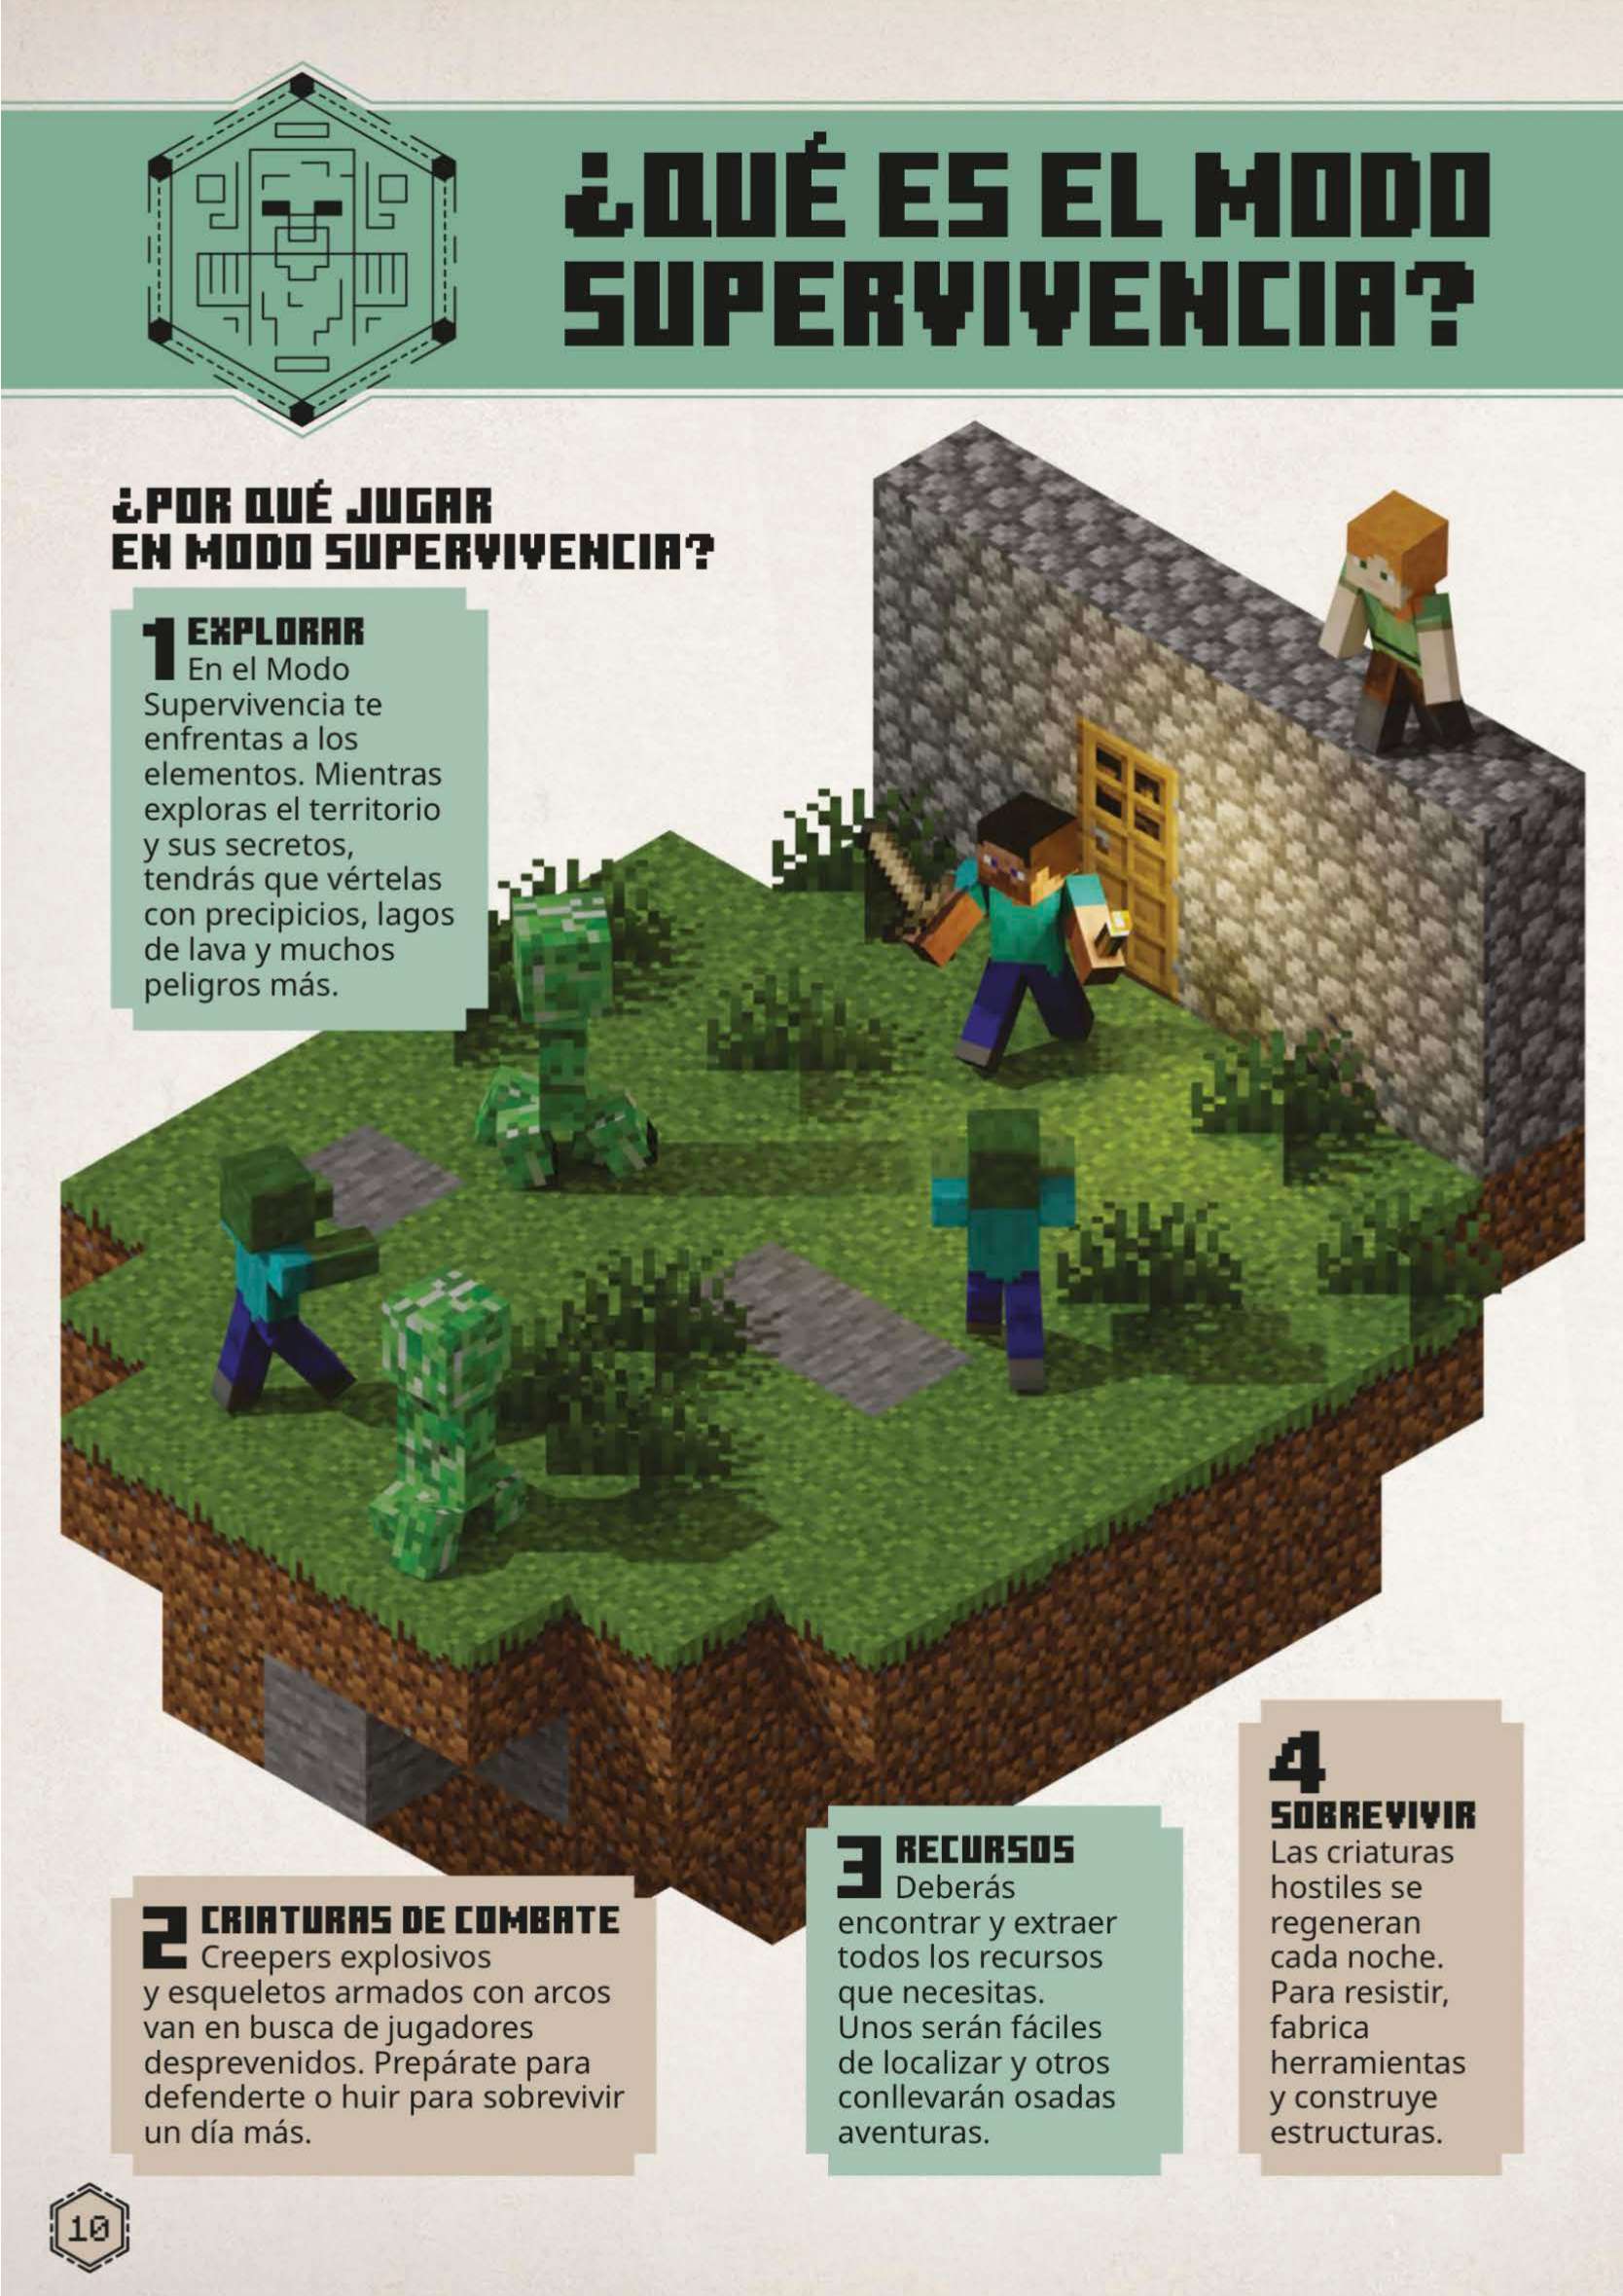 ¿QUÉ ES EL MODO
SUPERVIVENCIA?
¿POR QUÉ JUGAR
EN MODO SUPERVIVENCIA?
1 EXPLORAR
En el Modo
Supervivencia te
enfrentas a los
elementos. Mientras
exploras el territorio
y sus secretos,
tendrás que vértelas
con precipicios, lagos
de lava y muchos
peligros más.
2 CRIATURAS DE COMBATE
Creepers explosivos
y esqueletos armados con arcos
van en busca de jugadores
desprevenidos. Prepárate para
defenderte o huir para sobrevivir
un día más.
3 RECURSOS
Deberás
encontrar y extraer
todos los recursos
que necesitas.
Unos serán fáciles
de localizar y otros
conllevarán osadas
aventuras.
4
SOBREVIVIR
Las criaturas
hostiles se
regeneran
cada noche.
Para resistir,
fabrica
herramientas
y construye
estructuras.
10